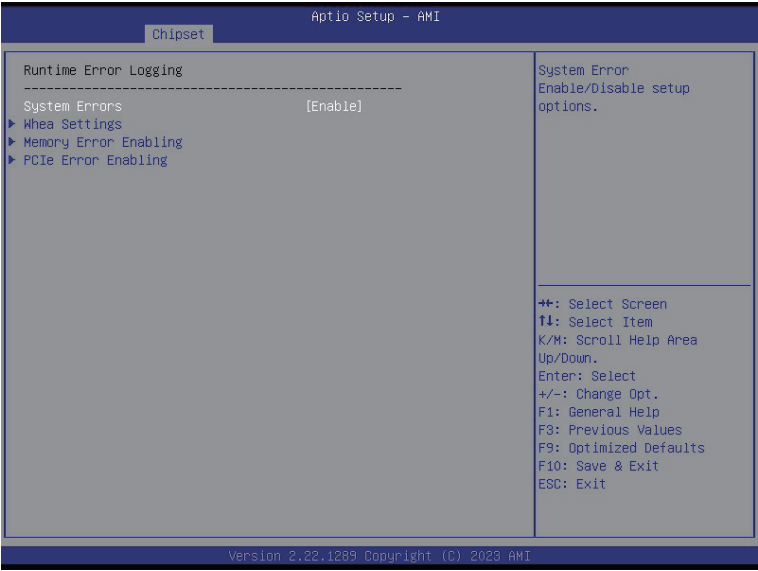 Aptio Setup – AMI
Chipset
Runtime Error Logging
--------------------------------------------------
System Errors [Enable]
▶ Whea Settings
▶ Memory Error Enabling
▶ PCIe Error Enabling
System Error
Enable/Disable setup
options.
→←: Select Screen
↑↓: Select Item
K/M: Scroll Help Area
Up/Down.
Enter: Select
+/-: Change Opt.
F1: General Help
F3: Previous Values
F9: Optimized Defaults
F10: Save & Exit
ESC: Exit
Version 2.22.1289 Copyright (C) 2023 AMI